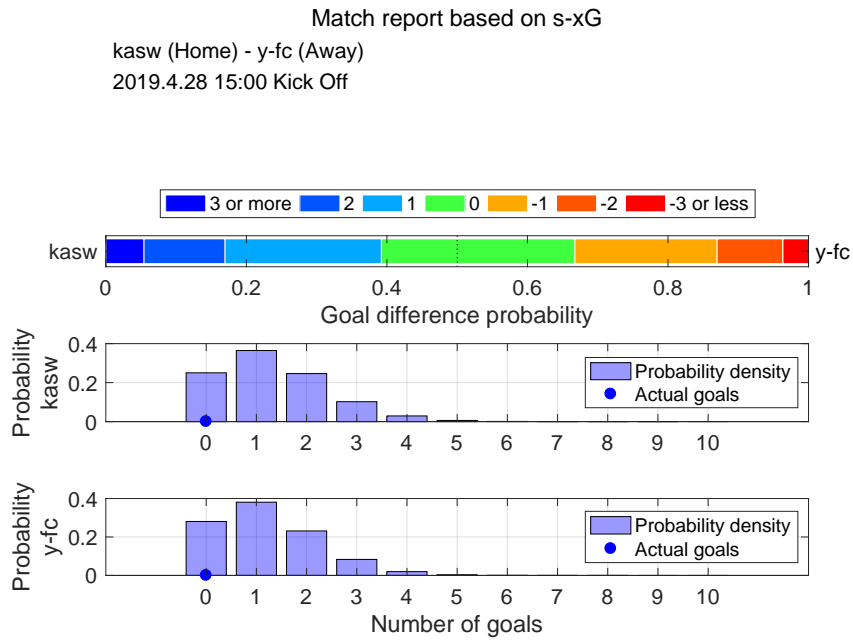 Match report based on s-xG
kasw (Home) - y-fc (Away)
2019.4.28 15:00 Kick Off
3 or more 2 1 0 -1 -2 -3 or less
kasw y-fc
0 0.2 0.4 0.6 0.8 1
Goal difference probability
Probability
kasw
0.4
0.2
0
Probability density
Actual goals
0 1 2 3 4 5 6 7 8 9 10
Probability
y-fc
0.4
0.2
0
Probability density
Actual goals
0 1 2 3 4 5 6 7 8 9 10
Number of goals